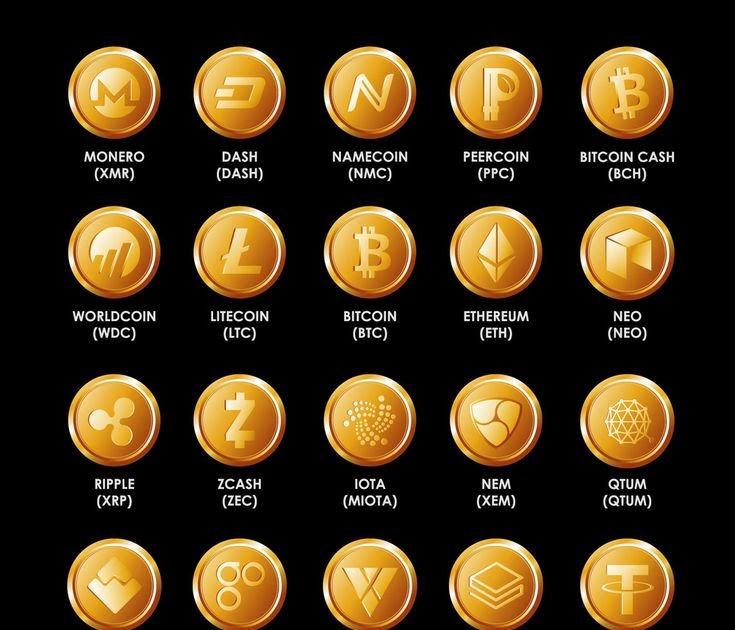 MONERO
(XMR)
DASH
(DASH)
NAMECOIN
(NMC)
PEERCOIN
(PPC)
BITCOIN CASH
(BCH)
WORLDCOIN
(WDC)
LITECOIN
(LTC)
BITCOIN
(BTC)
ETHEREUM
(ETH)
NEO
(NEO)
RIPPLE
(XRP)
ZCASH
(ZEC)
IOTA
(MIOTA)
NEM
(XEM)
QTUM
(QTUM)